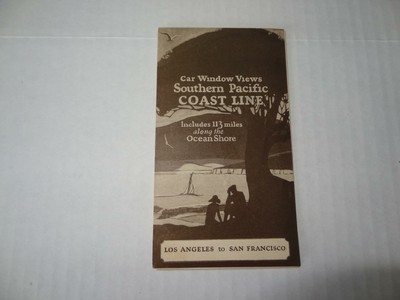 Car Window Views
Southern Pacific
COAST LINE
Includes 113 miles
along the
Ocean Shore
LOS ANGELES to SAN FRANCISCO